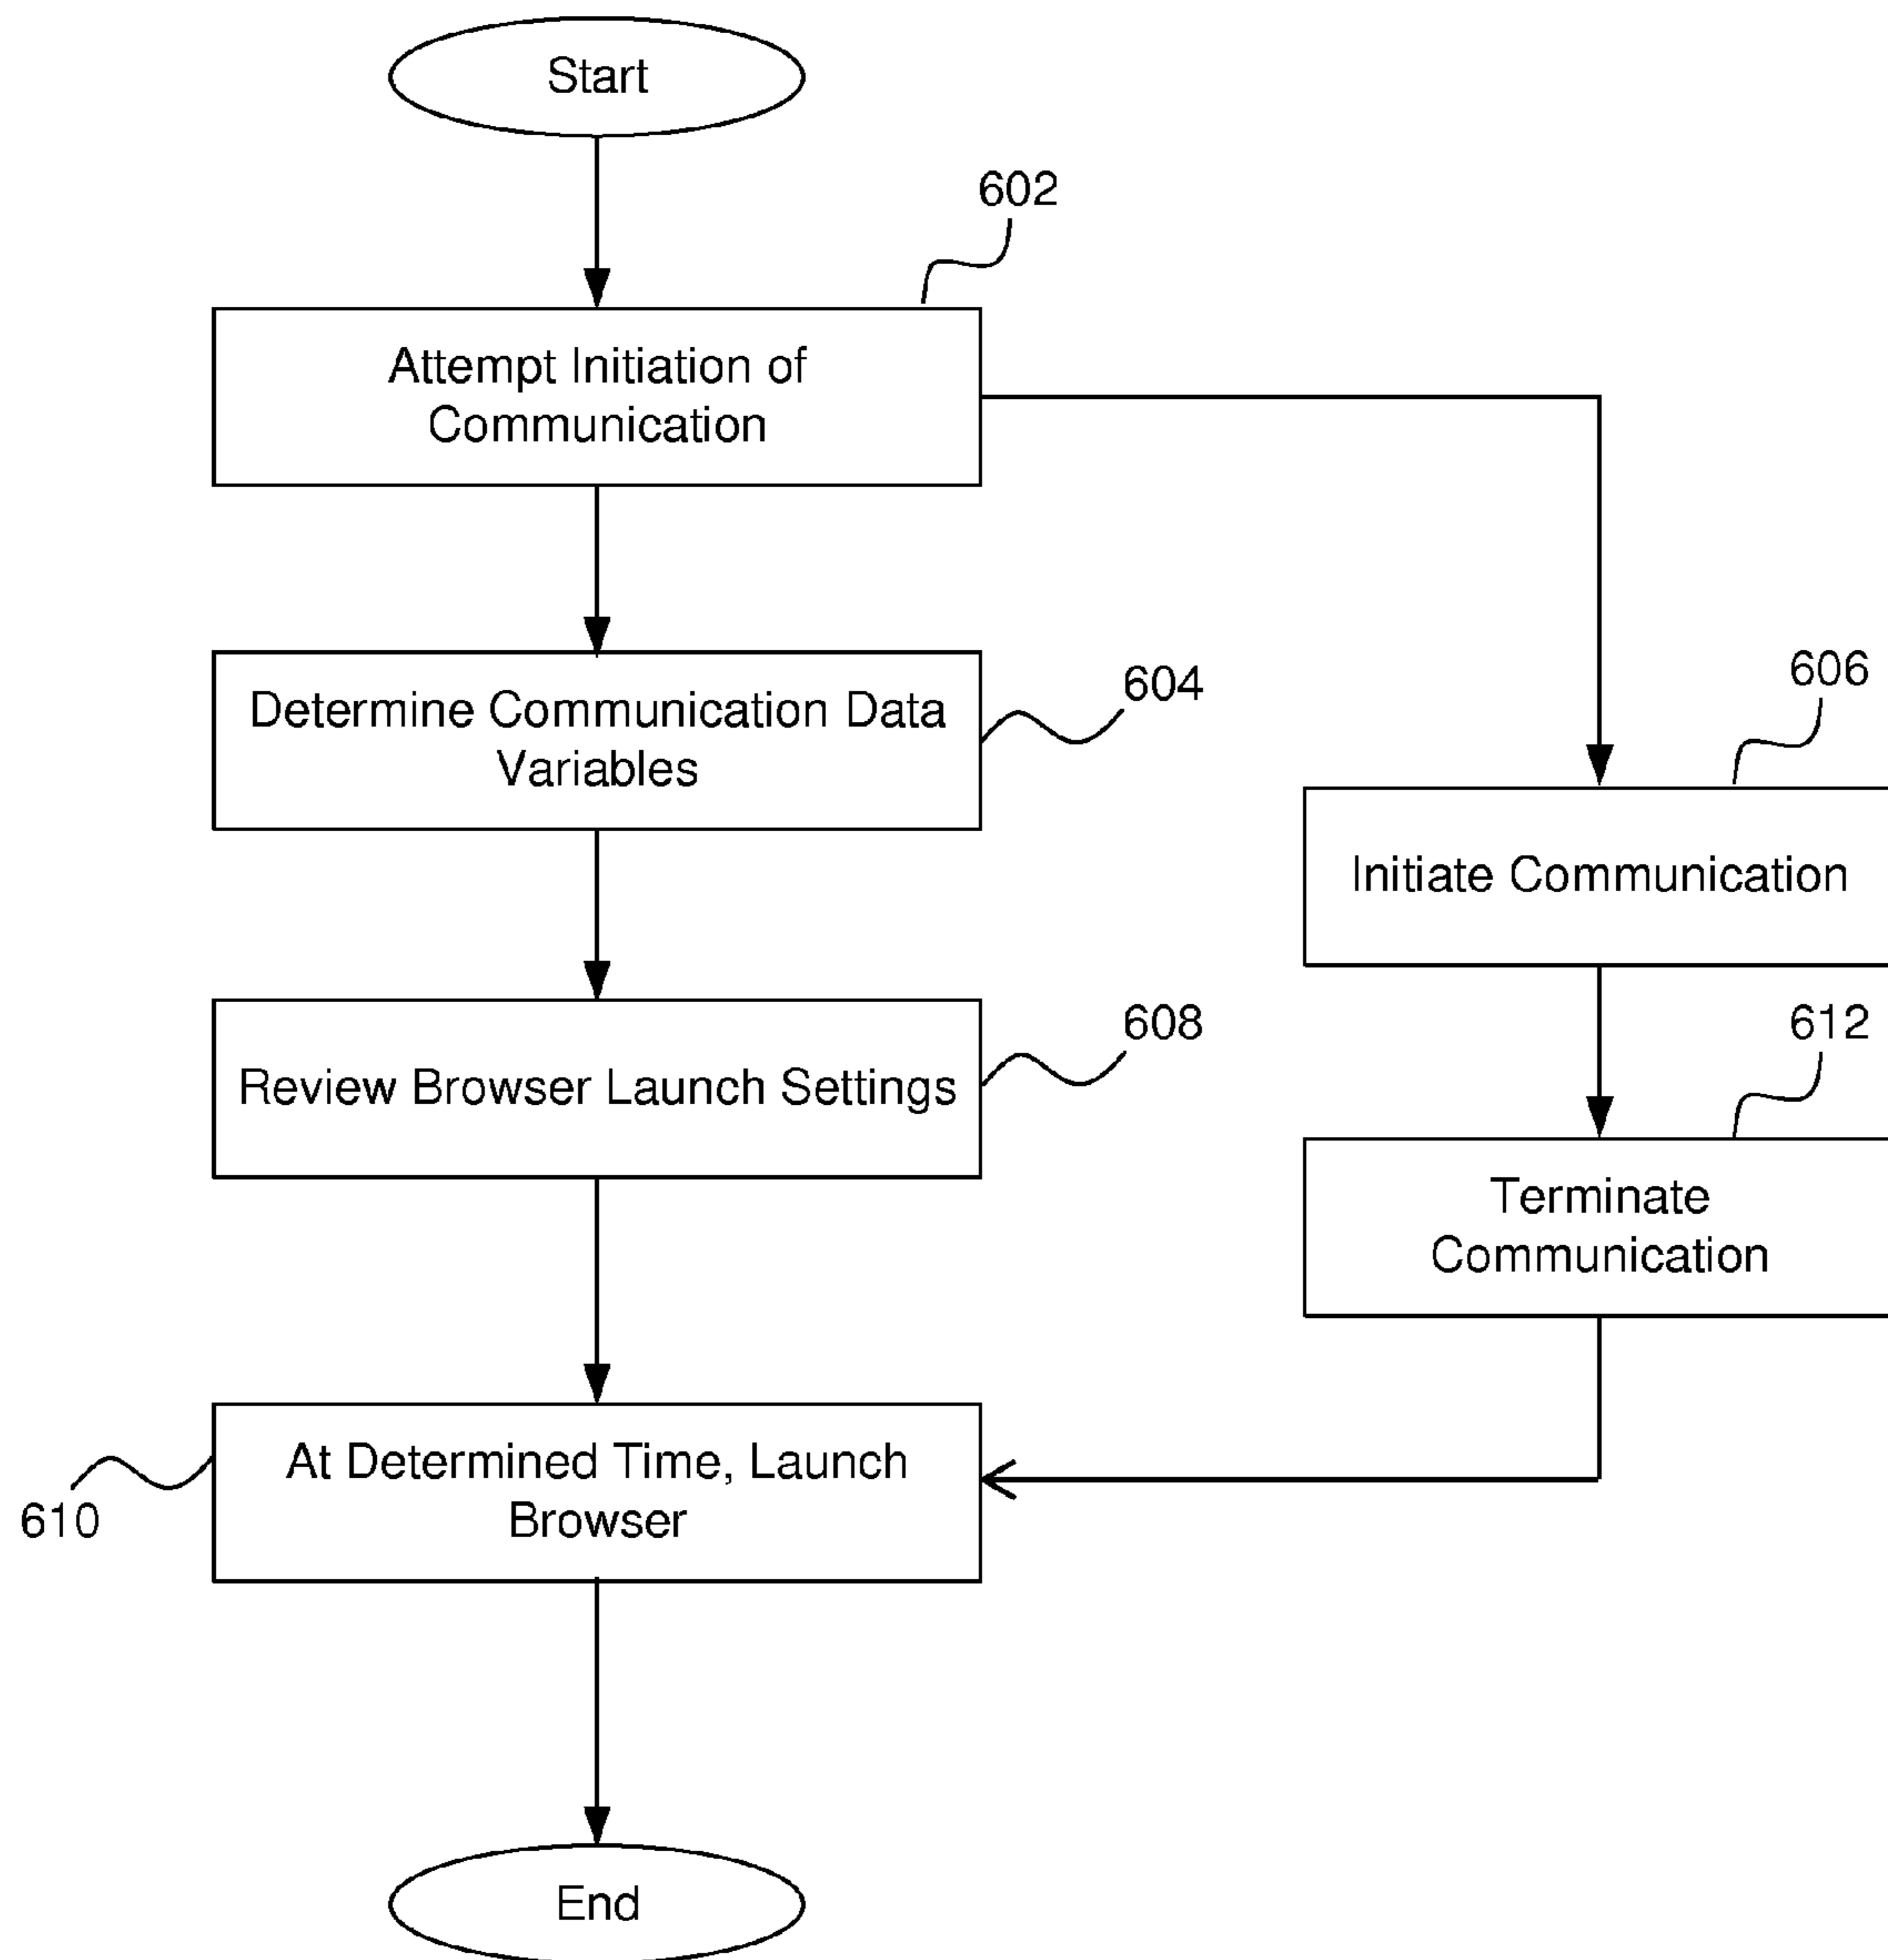 Start
602
Attempt Initiation of
Communication
604
Determine Communication Data
Variables
606
Initiate Communication
608
Review Browser Launch Settings
612
Terminate
Communication
610
At Determined Time, Launch
Browser
End